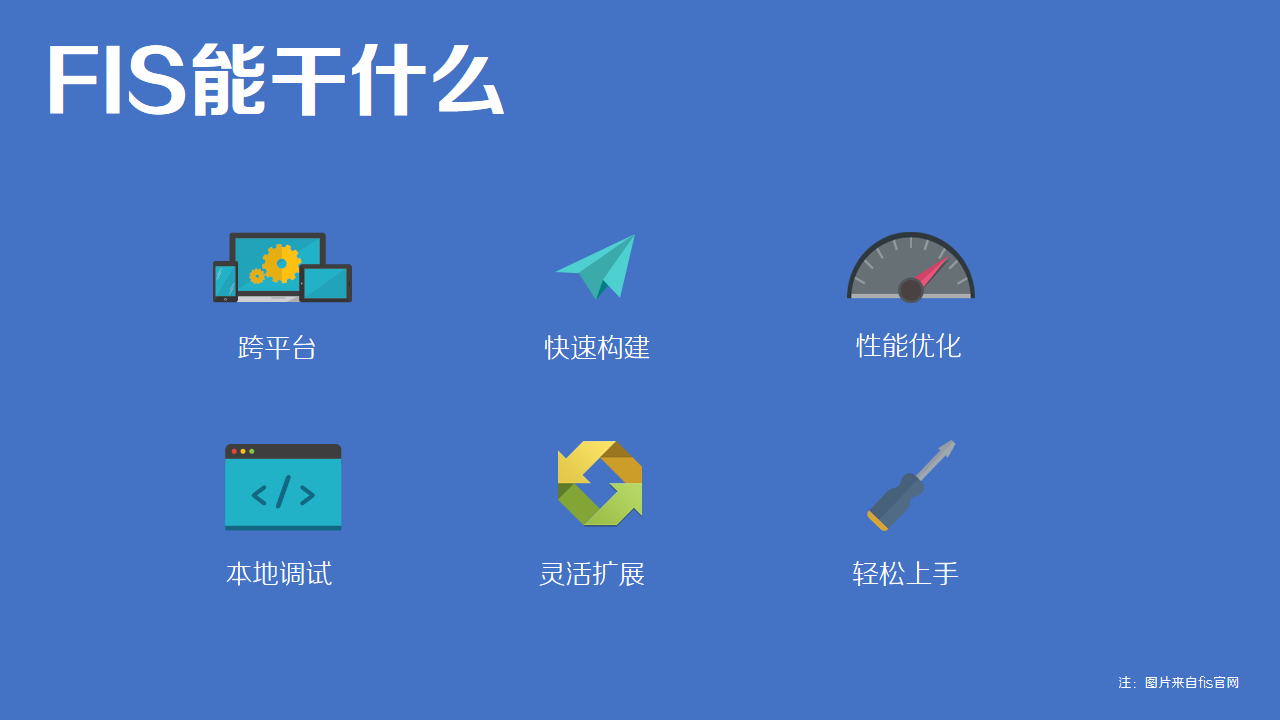 FIS能干什么
跨平台
快速构建
性能优化
</>
本地调试
灵活扩展
轻松上手
注：图片来自fis官网